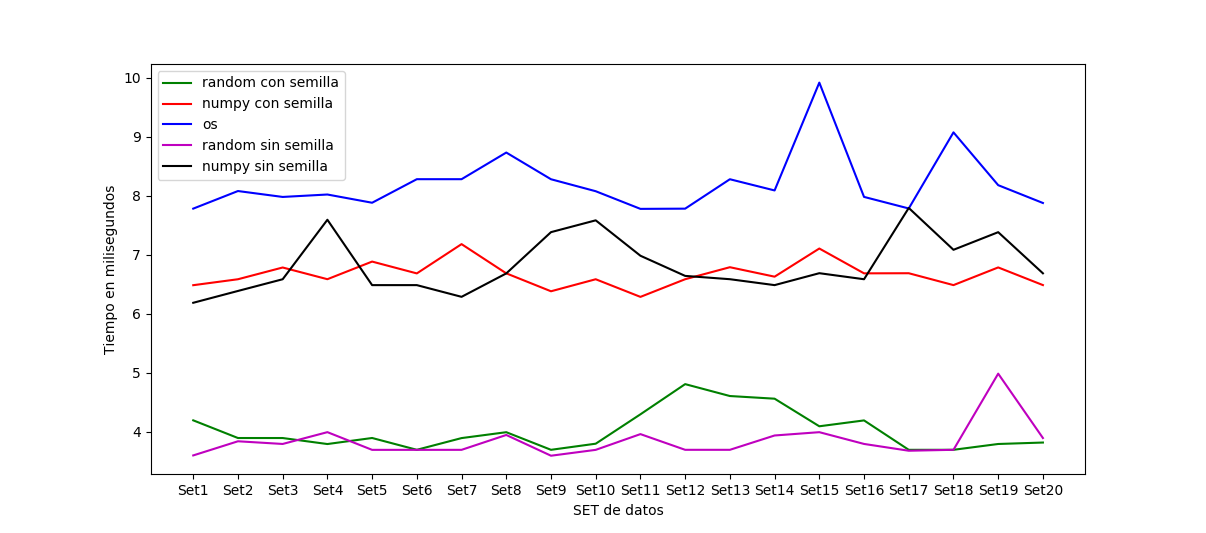 random con semilla
numpy con semilla
os
random sin semilla
numpy sin semilla
10
9
8
7
6
5
4
Tiempo en milisegundos
Set1 Set2 Set3 Set4 Set5 Set6 Set7 Set8 Set9 Set10 Set11 Set12 Set13 Set14 Set15 Set16 Set17 Set18 Set19 Set20
SET de datos